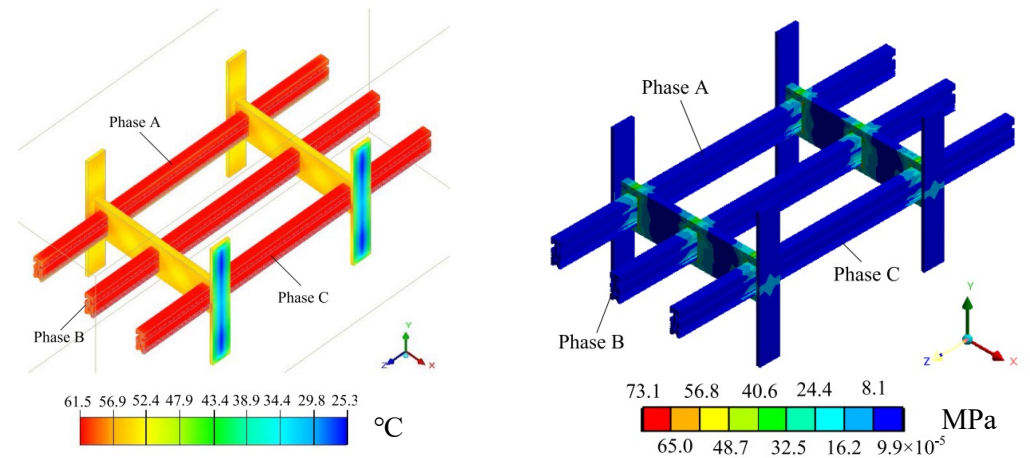 Phase A
Phase C
Phase B
Y
Z
X
61.5 56.9 52.4 47.9 43.4 38.9 34.4 29.8 25.3
°C
Phase A
Phase C
Phase B
Y
Z
X
73.1 56.8 40.6 24.4 8.1
MPa
65.0 48.7 32.5 16.2 9.9×10⁻⁵